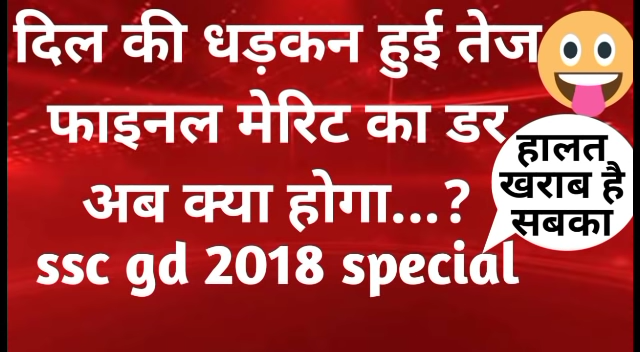 दिल की धड़कन हुई तेज
फाइनल मेरिट का डर
अब क्या होगा...?
ssc gd 2018 special
हालत
खराब है
सबका